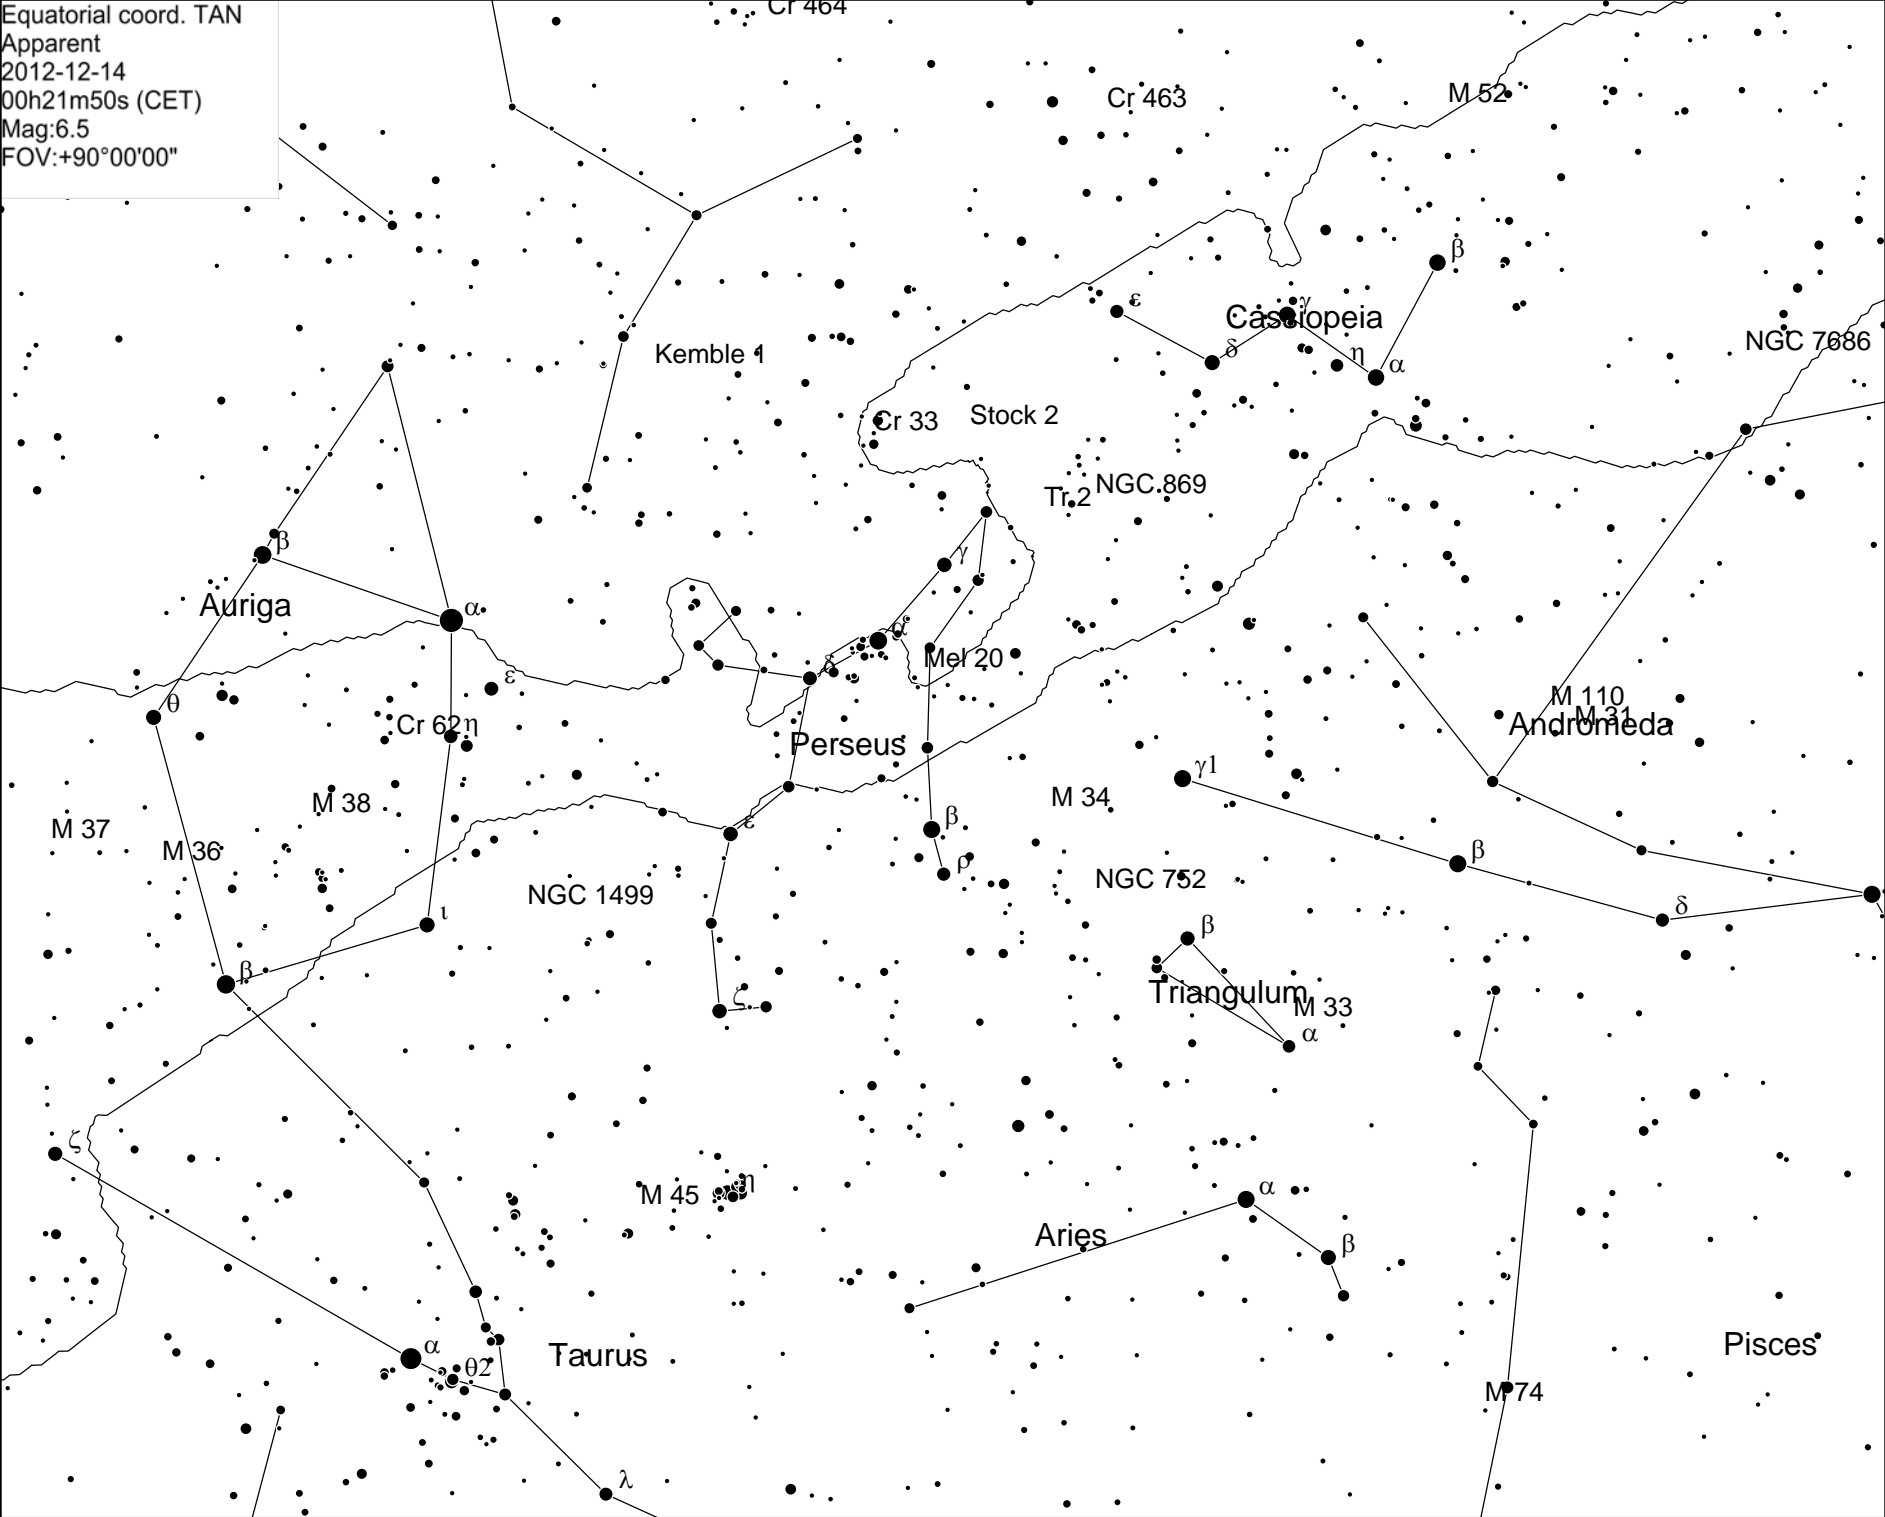 Equatorial coord. TAN
Apparent
2012-12-14
00h21m50s (CET)
Mag:6.5
FOV:+90°00'00"
Cr 464
Cr 463
M 52
β
ε
γ
Cassiopeia
δ
η
α
NGC 7686
Kemble 1
Cr 33
Stock 2
Tr 2
NGC 869
β
γ
Auriga
α
α
δ
Mel 20
ε
θ
Cr 62
η
M 110
M 31
Andromeda
Perseus
γ1
M 38
M 34
M 37
M 36
ε
β
β
ρ
NGC 1499
NGC 752
ι
δ
β
β
ζ
Triangulum
M 33
α
ζ
M 45
η
α
Aries
β
α
θ2
Taurus
Pisces
M 74
λ